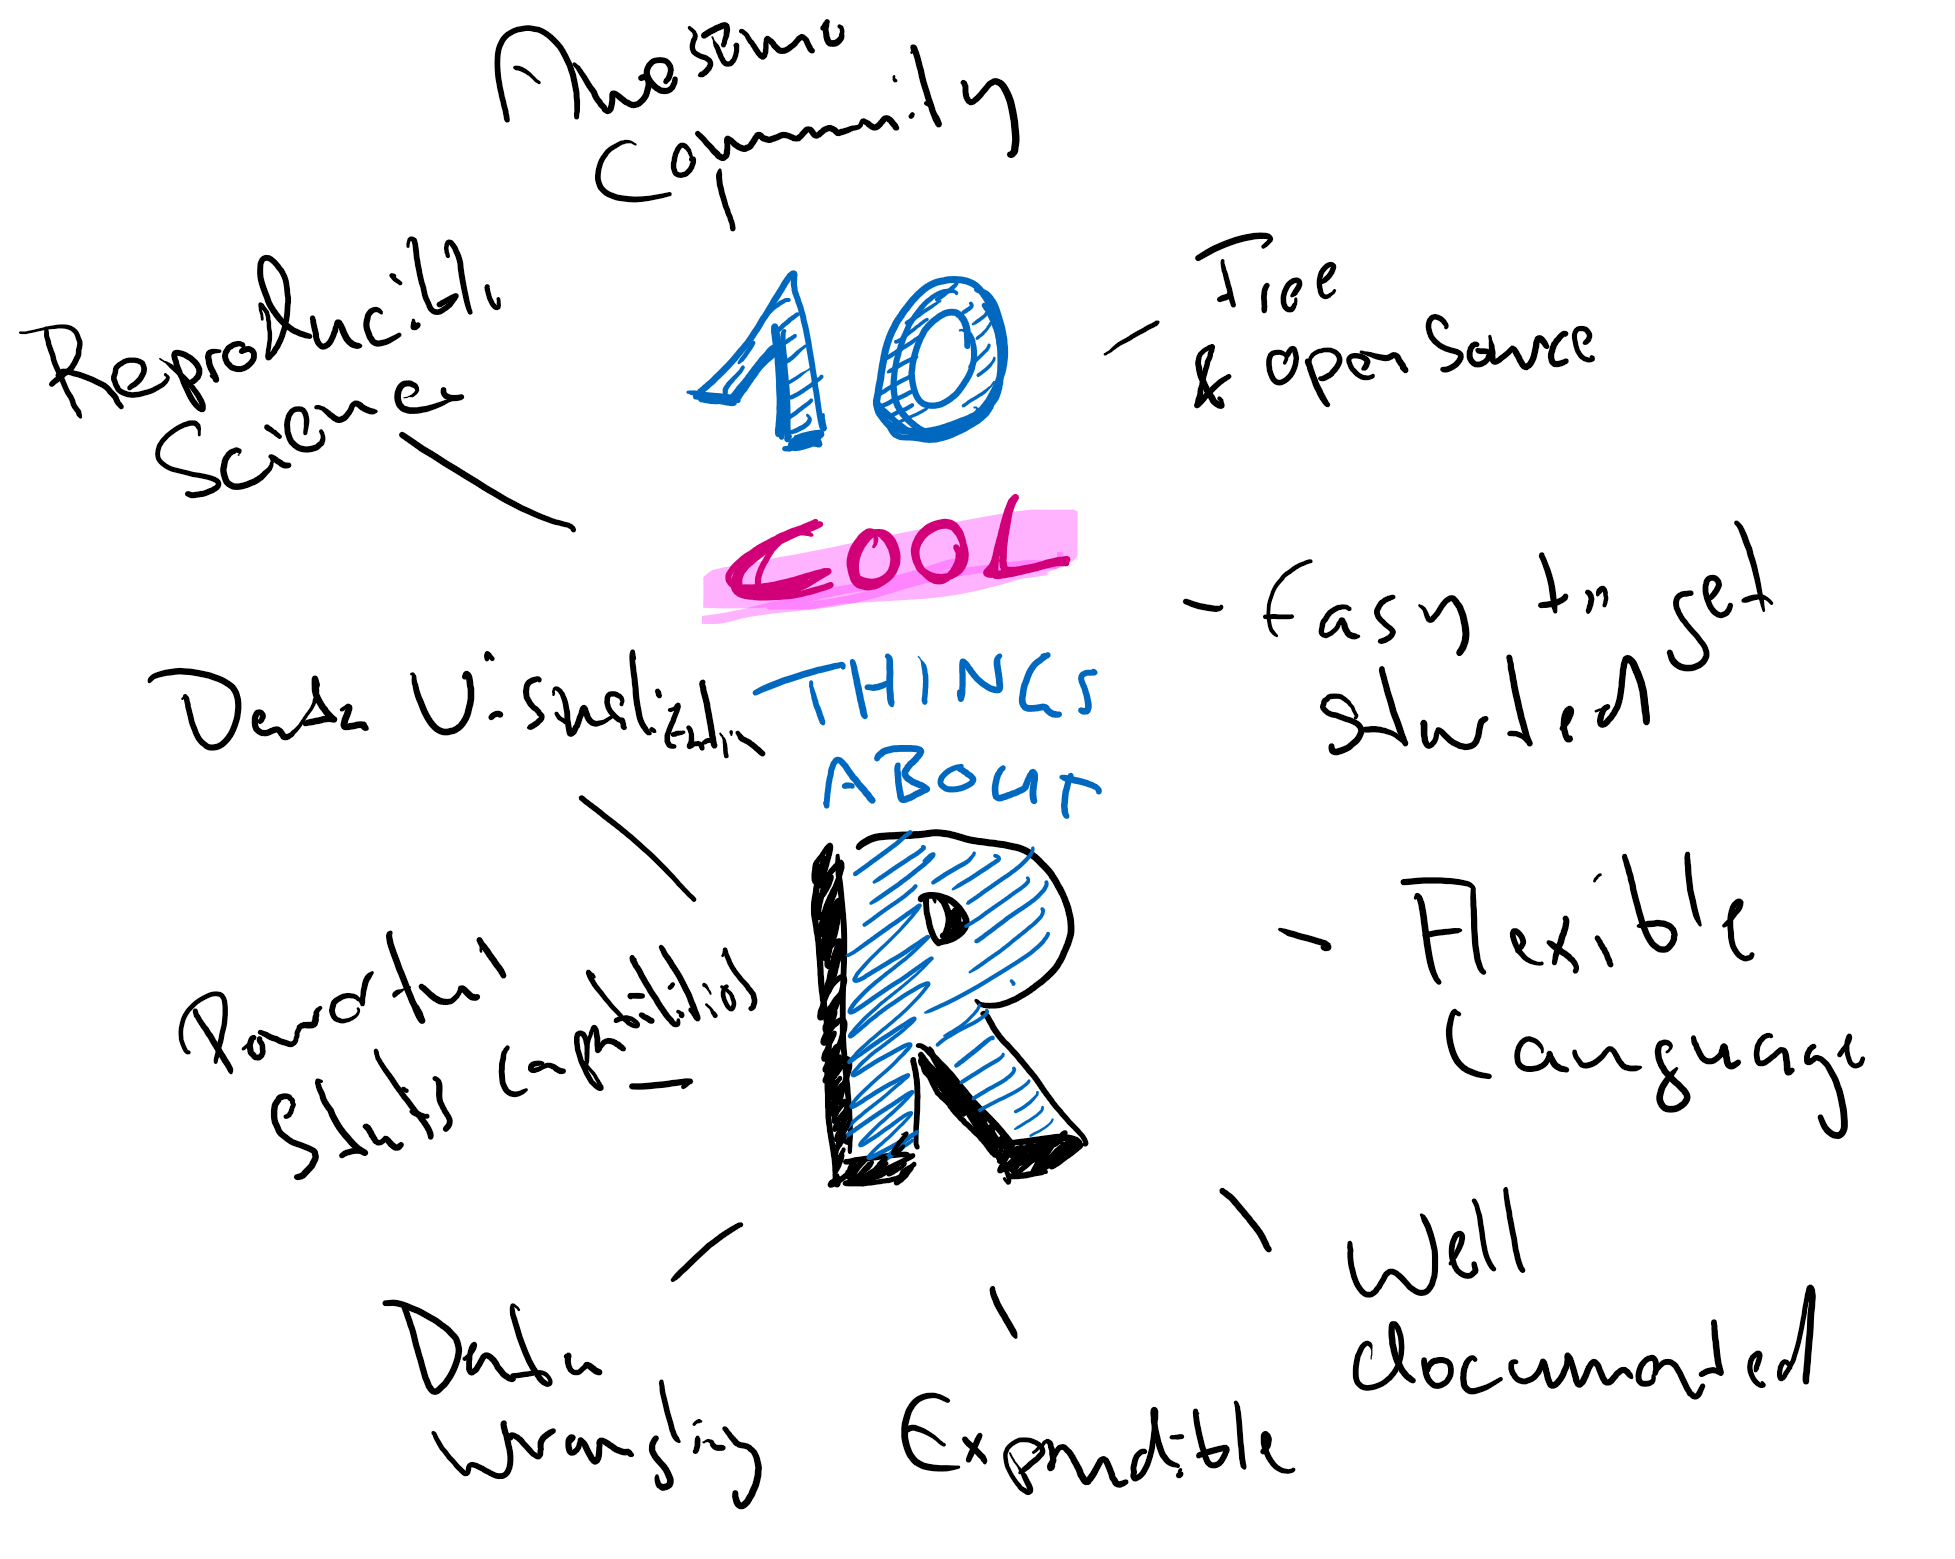 Awesome
Community
10
COOL
THINGS
ABOUT
R
Free
& open Source
Easy to get
started
Flexible
Language
Well
documented
Expandible
Data
wrangling
Powerful
Stats capabilities
Data Visualization
Reproducible
Science